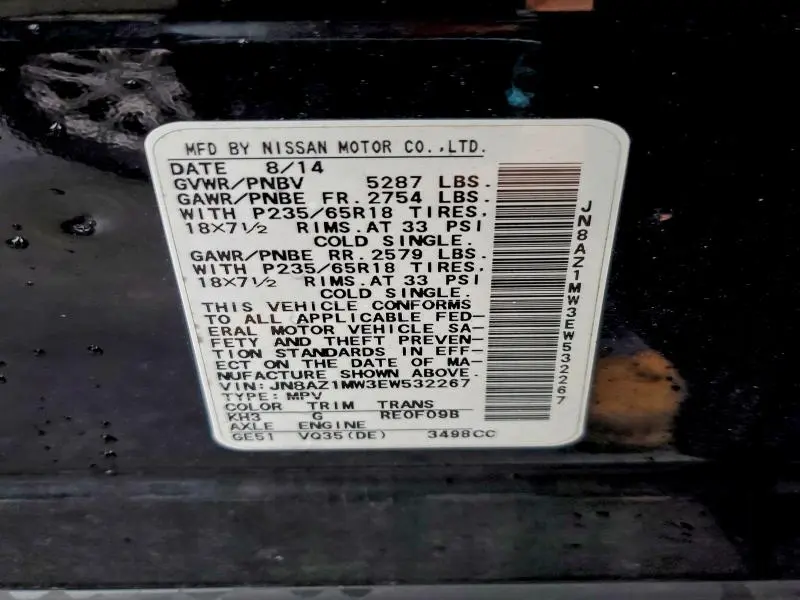 MFD BY NISSAN MOTOR CO.,LTD.
DATE 8/14
GVWR/PNBV 5287 LBS.
GAWR/PNBE FR. 2754 LBS.
WITH P235/65R18 TIRES,
18X7 1/2 RIMS.AT 33 PSI
COLD SINGLE.
GAWR/PNBE RR. 2579 LBS.
WITH P235/65R18 TIRES,
18X7 1/2 RIMS.AT 33 PSI
COLD SINGLE.
THIS VEHICLE CONFORMS
TO ALL APPLICABLE FED-
ERAL MOTOR VEHICLE SA-
FETY AND THEFT PREVEN-
TION STANDARDS IN EFF-
ECT ON THE DATE OF MA-
NUFACTURE SHOWN ABOVE.
VIN:JN8AZ1MW3EW532267
TYPE:MPV
COLOR TRIM TRANS
KH3 G RE0F09B
AXLE ENGINE
GE51 VQ35(DE) 3498CC
JN8AZ1MW3EW532267